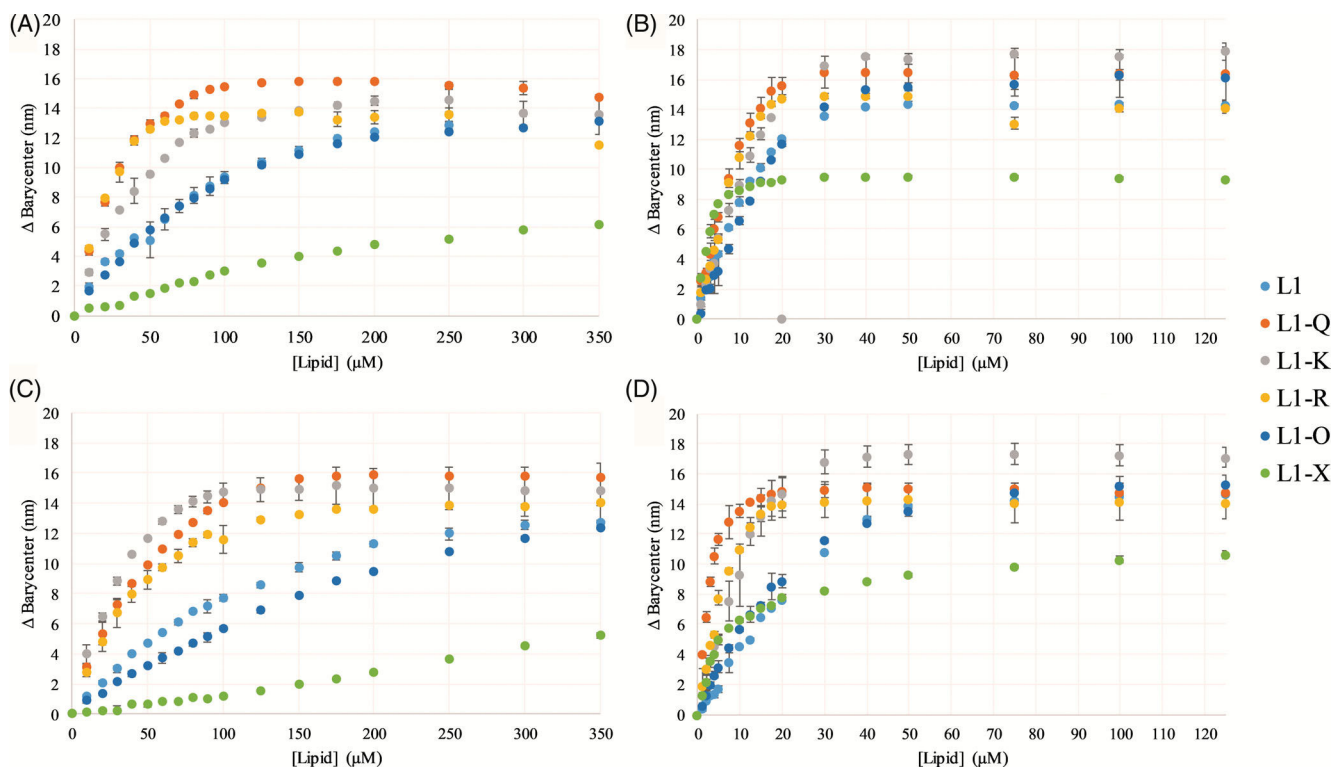 (A)
Δ Barycenter (nm)
20
18
16
14
12
10
8
6
4
2
0
0 50 100 150 200 250 300 350
[Lipid] (μM)
(B)
Δ Barycenter (nm)
20
18
16
14
12
10
8
6
4
2
0
0 10 20 30 40 50 60 70 80 90 100 110 120
[Lipid] (μM)
(C)
Δ Barycenter (nm)
20
18
16
14
12
10
8
6
4
2
0
0 50 100 150 200 250 300 350
[Lipid] (μM)
(D)
Δ Barycenter (nm)
20
18
16
14
12
10
8
6
4
2
0
0 10 20 30 40 50 60 70 80 90 100 110 120
[Lipid] (μM)
L1
L1-Q
L1-K
L1-R
L1-O
L1-X